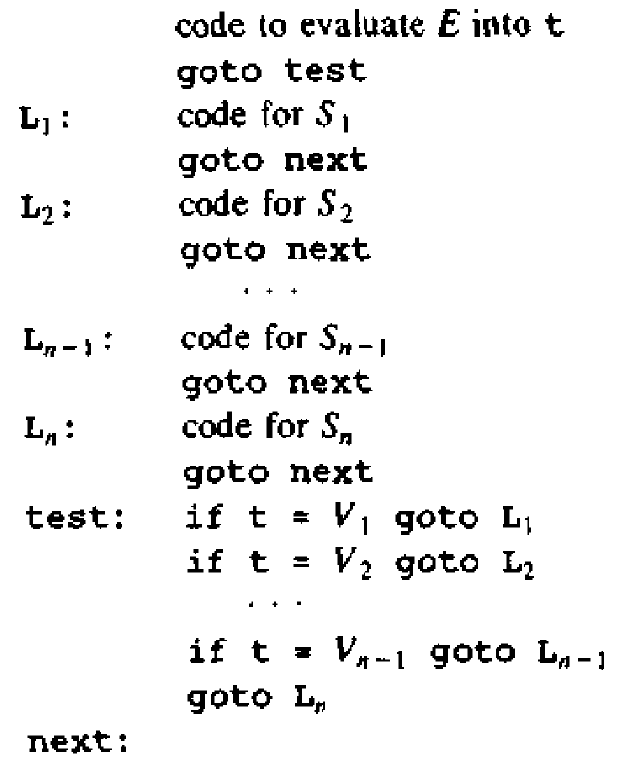 code to evaluate E into t
goto test
L₁: code for S₁
goto next
L₂: code for S₂
goto next
. . .
Lₙ₋₁: code for Sₙ₋₁
goto next
Lₙ: code for Sₙ
goto next
test: if t = V₁ goto L₁
if t = V₂ goto L₂
. . .
if t = Vₙ₋₁ goto Lₙ₋₁
goto Lₙ
next: